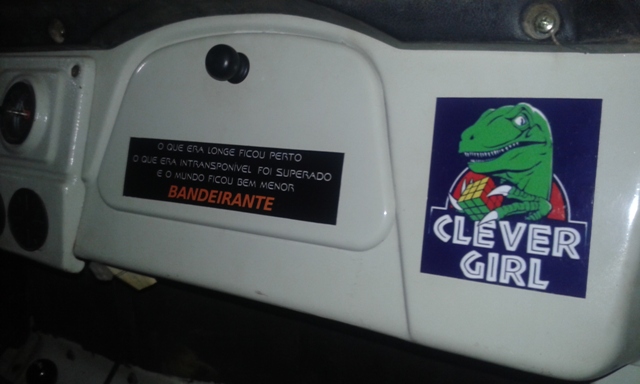 O QUE ERA LONGE FICOU PERTO
O QUE ERA INTRANSPONÍVEL FOI SUPERADO
E O MUNDO FICOU BEM MENOR
BANDEIRANTE
CLEVER
GIRL